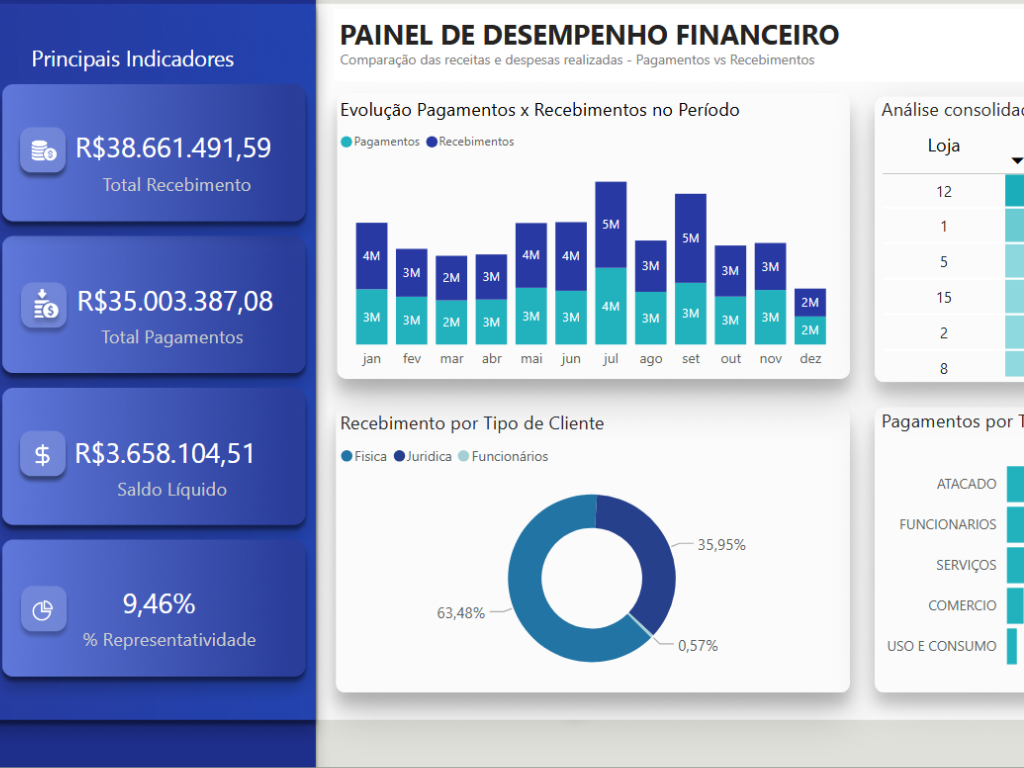 Principais Indicadores
R$38.661.491,59
Total Recebimento
R$35.003.387,08
Total Pagamentos
R$3.658.104,51
Saldo Líquido
9,46%
% Representatividade
PAINEL DE DESEMPENHO FINANCEIRO
Comparação das receitas e despesas realizadas - Pagamentos vs Recebimentos
Evolução Pagamentos x Recebimentos no Período
Pagamentos Recebimentos
4M 3M 2M 3M 4M 4M 5M 3M 5M 3M 3M 2M
3M 3M 2M 3M 3M 3M 4M 3M 3M 3M 3M 2M
jan fev mar abr mai jun jul ago set out nov dez
Análise
Loja
12
1
5
15
2
8
Recebimento por Tipo de Cliente
Fisica Juridica Funcionários
35,95%
63,48%
0,57%
Pagamentos por
ATACADO
FUNCIONARIOS
SERVIÇOS
COMERCIO
USO E CONSUMO